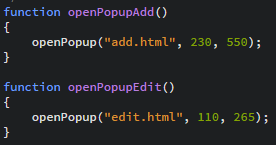 function openPopupAdd()
{
    openPopup("add.html", 230, 550);
}

function openPopupEdit()
{
    openPopup("edit.html", 110, 265);
}